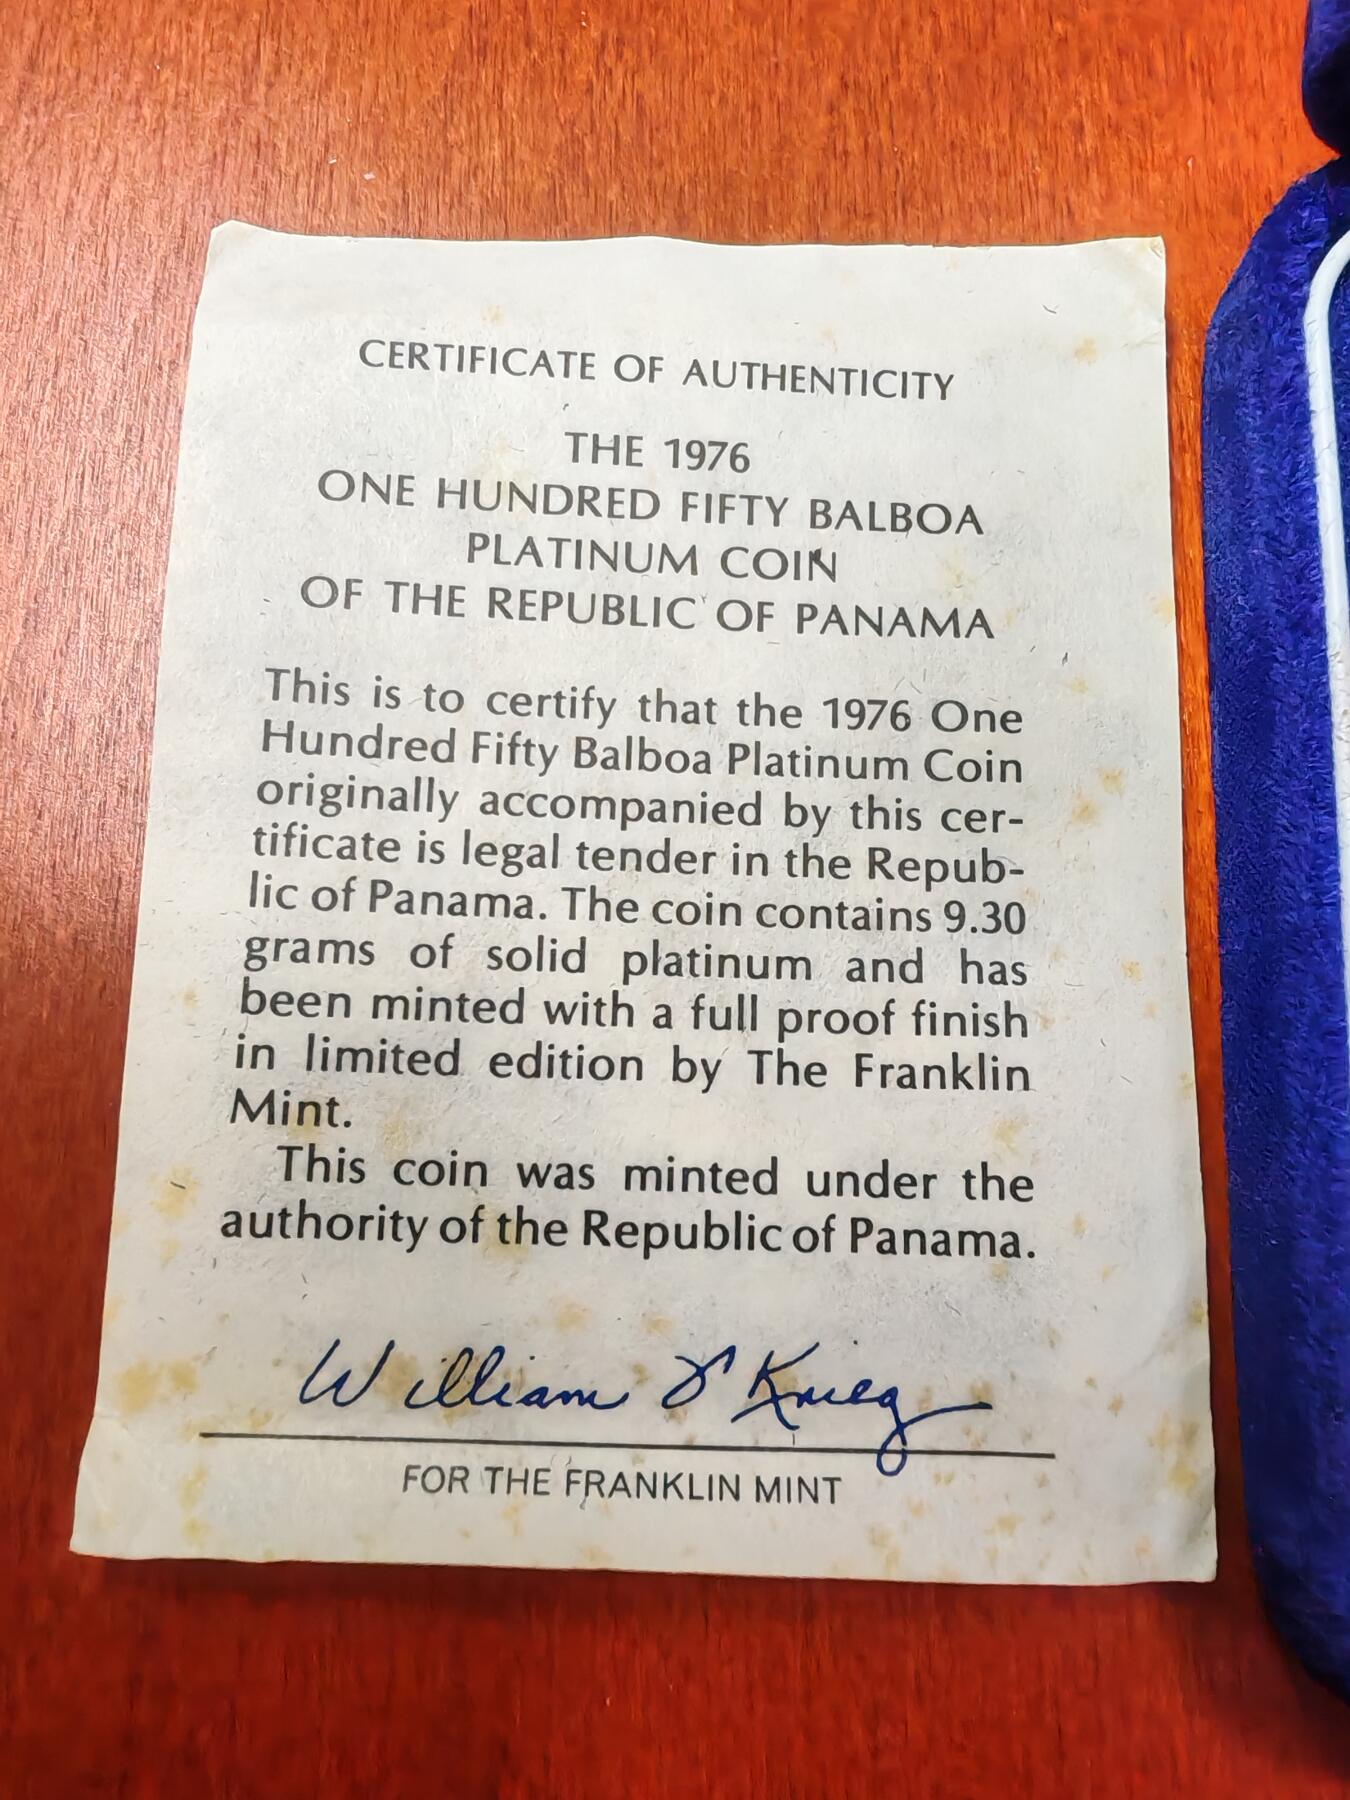 CERTIFICATE OF AUTHENTICITY
THE 1976
ONE HUNDRED FIFTY BALBOA
PLATINUM COIN
OF THE REPUBLIC OF PANAMA
This is to certify that the 1976 One
Hundred Fifty Balboa Platinum Coin
originally accompanied by this cer-
tificate is legal tender in the Repub-
lic of Panama. The coin contains 9.30
grams of solid platinum and has
been minted with a full proof finish
in limited edition by The Franklin
Mint.
This coin was minted under the
authority of the Republic of Panama.
William Krieg
FOR THE FRANKLIN MINT